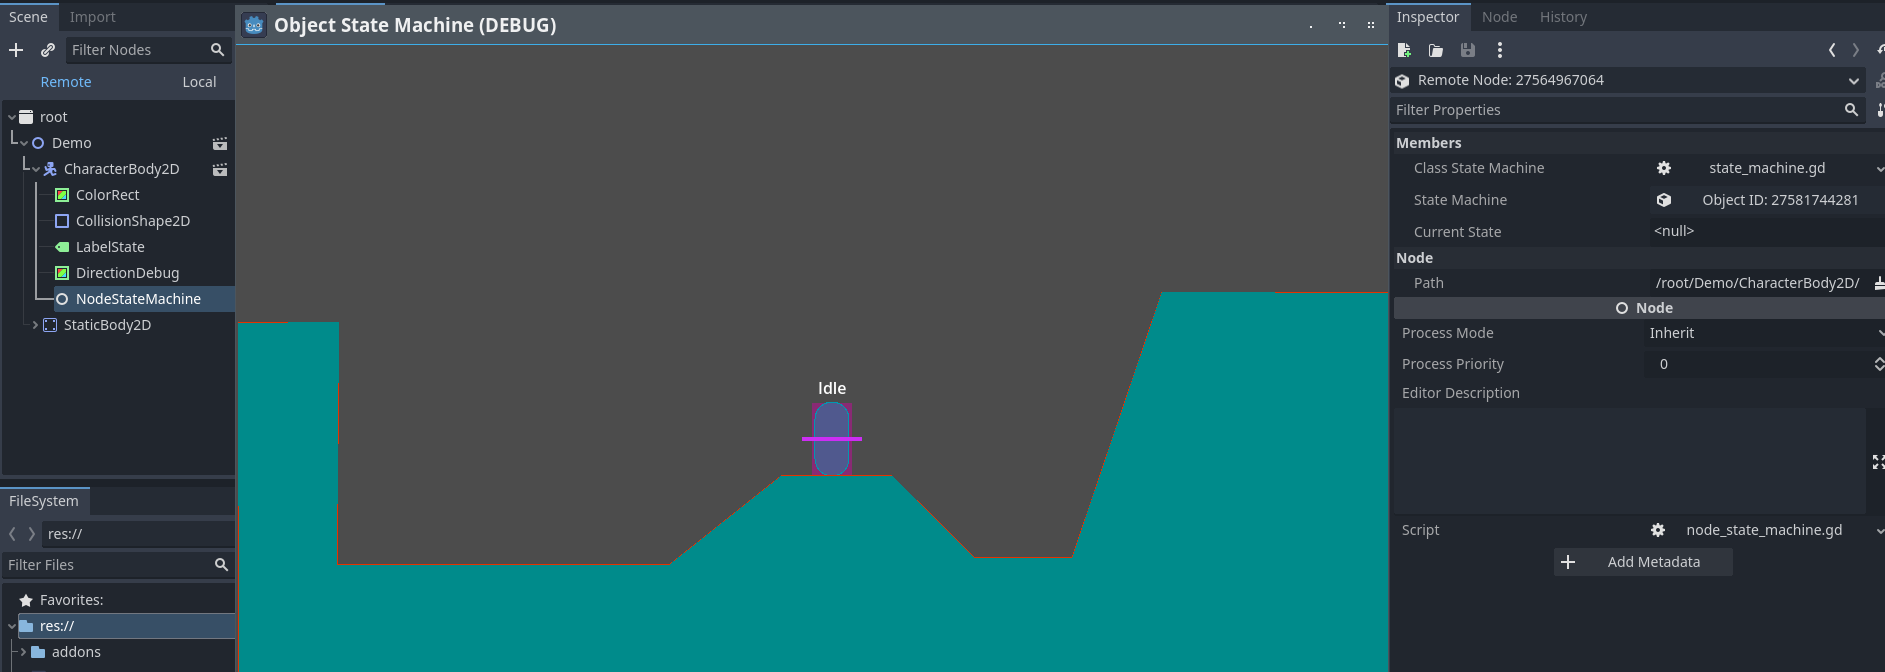 Scene Import
Filter Nodes
Remote Local
root
Demo
CharacterBody2D
ColorRect
CollisionShape2D
LabelState
DirectionDebug
NodeStateMachine
StaticBody2D
FileSystem
res://
Filter Files
Favorites:
res://
addons
Object State Machine (DEBUG)
Idle
Inspector Node History
Remote Node: 27564967064
Filter Properties
Members
Class State Machine state_machine.gd
State Machine Object ID: 27581744281
Current State <null>
Node
Path /root/Demo/CharacterBody2D/
Node
Process Mode Inherit
Process Priority 0
Editor Description
Script node_state_machine.gd
Add Metadata